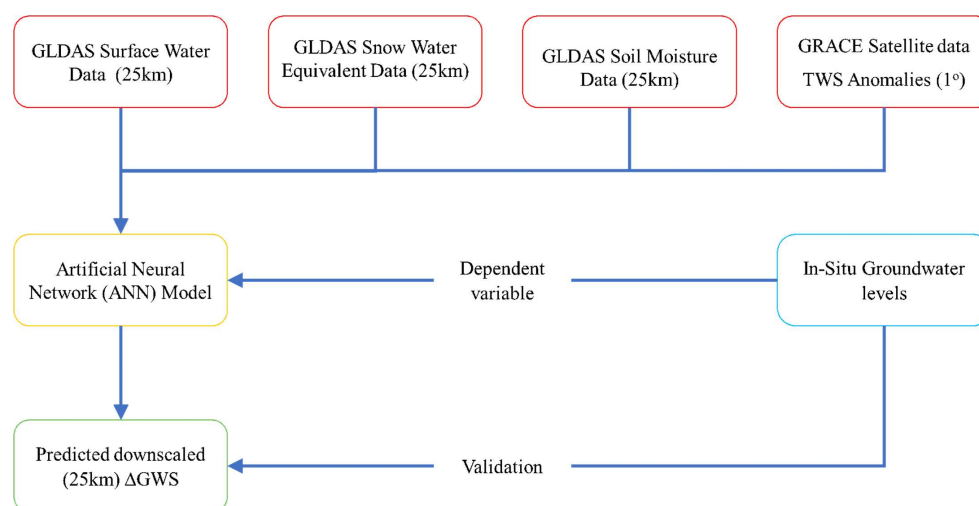 GLDAS Surface Water
Data (25km)
GLDAS Snow Water
Equivalent Data (25km)
GLDAS Soil Moisture
Data (25km)
GRACE Satellite data
TWS Anomalies (1°)
Artificial Neural
Network (ANN) Model
Dependent
variable
In-Situ Groundwater
levels
Predicted downscaled
(25km) ΔGWS
Validation